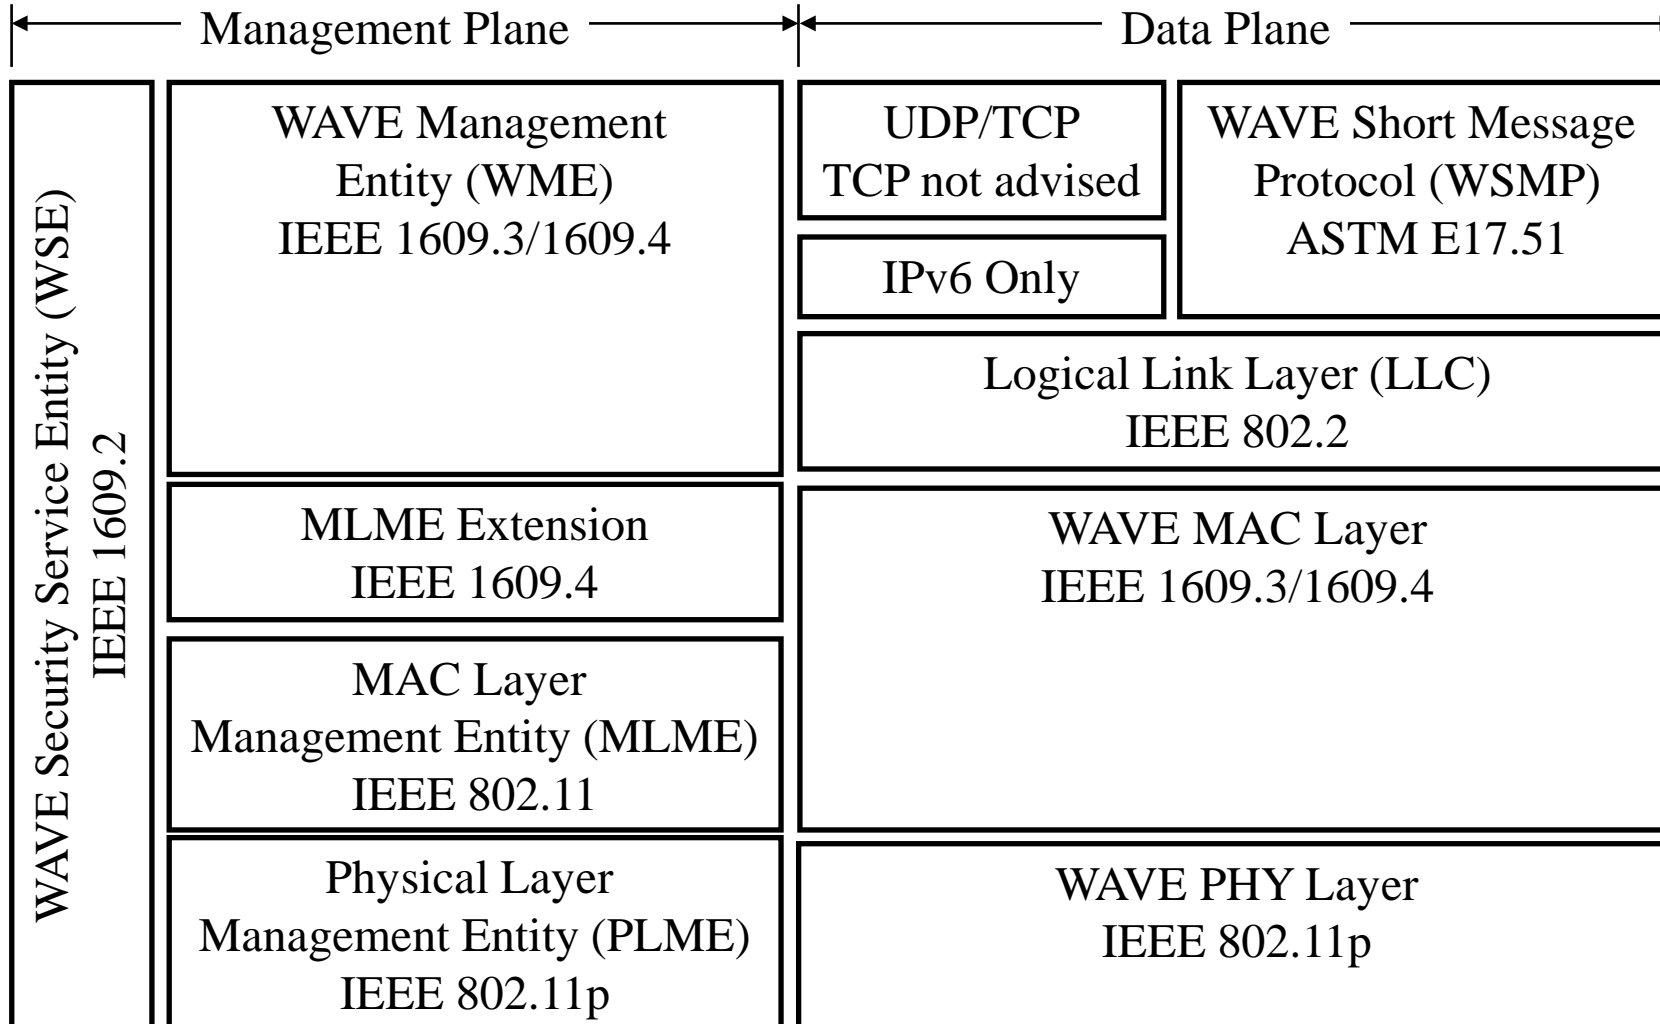 Management Plane
Data Plane
WAVE Security Service Entity (WSE)
IEEE 1609.2
WAVE Management
Entity (WME)
IEEE 1609.3/1609.4
MLME Extension
IEEE 1609.4
MAC Layer
Management Entity (MLME)
IEEE 802.11
Physical Layer
Management Entity (PLME)
IEEE 802.11p
UDP/TCP
TCP not advised
IPv6 Only
WAVE Short Message
Protocol (WSMP)
ASTM E17.51
Logical Link Layer (LLC)
IEEE 802.2
WAVE MAC Layer
IEEE 1609.3/1609.4
WAVE PHY Layer
IEEE 802.11p